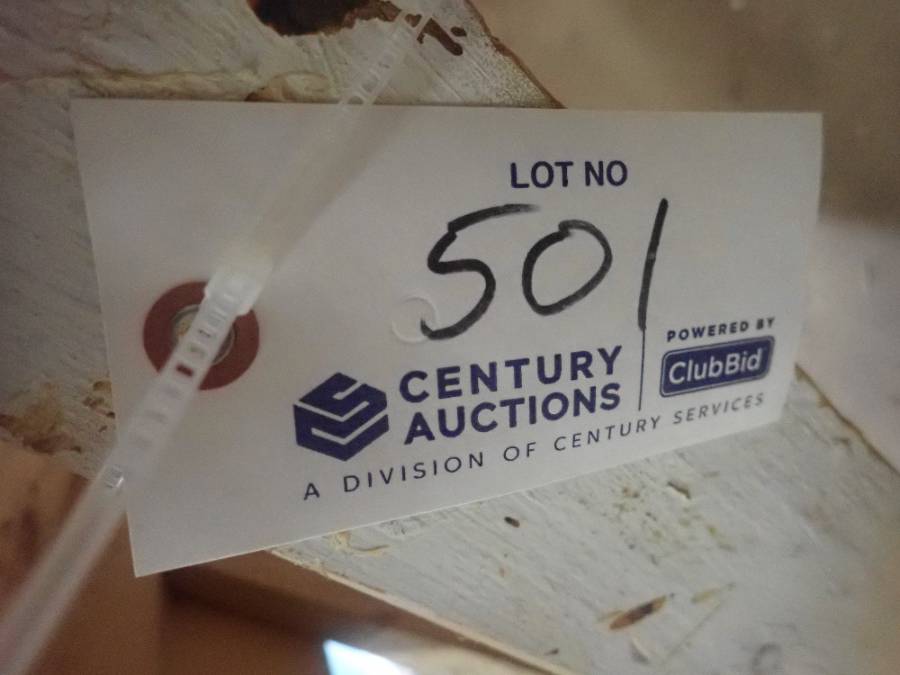 LOT NO
501
CENTURY
AUCTIONS
POWERED BY
ClubBid
A DIVISION OF CENTURY SERVICES